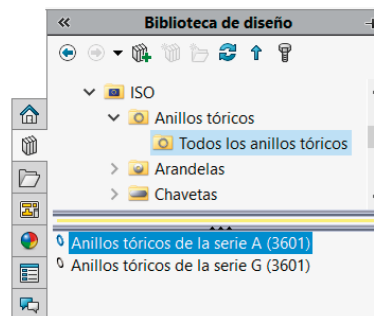 Biblioteca de diseño
ISO
Anillos tóricos
Todos los anillos tóricos
Arandelas
Chavetas
Anillos tóricos de la serie A (3601)
Anillos tóricos de la serie G (3601)